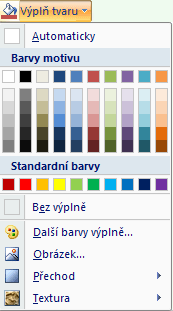 Výplň tvaru
Automaticky
Barvy motivu
Standardní barvy
Bez výplně
Další barvy výplně...
Obrázek...
Přechod
Textura